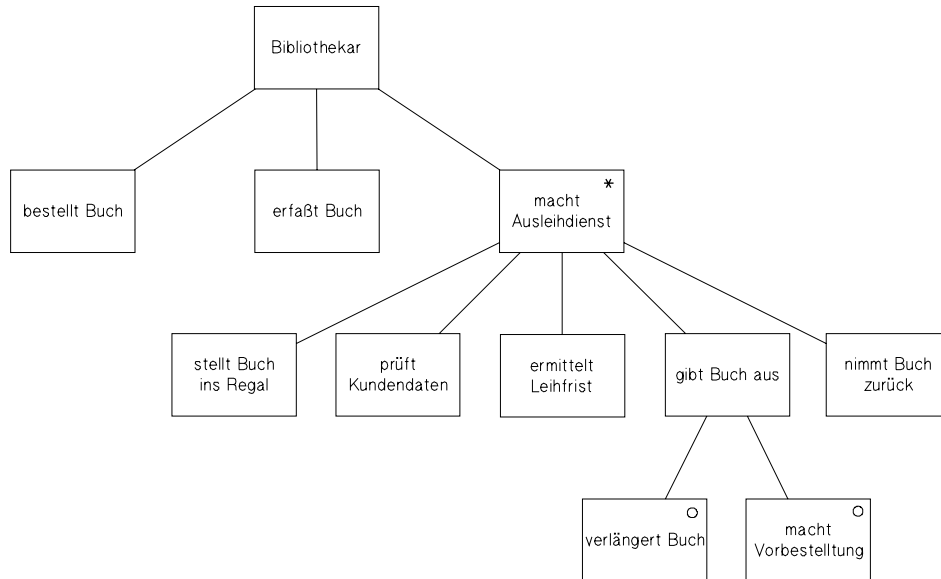 Bibliothekar
bestellt Buch
erfaßt Buch
*
macht
Ausleihdienst
stellt Buch
ins Regal
prüft
Kundendaten
ermittelt
Leihfrist
gibt Buch aus
nimmt Buch
zurück
verlängert Buch
macht
Vorbestelltung